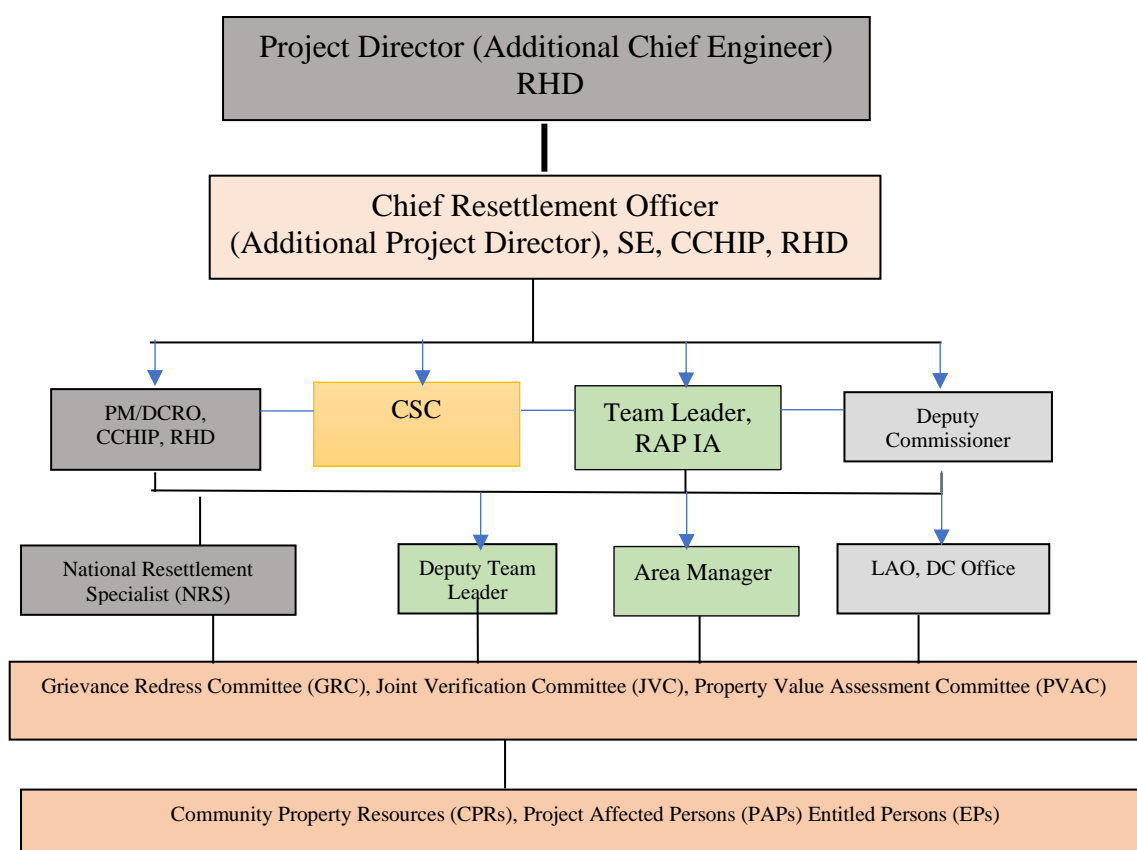 Project Director (Additional Chief Engineer)
RHD
Chief Resettlement Officer
(Additional Project Director), SE, CCHIP, RHD
PM/DCRO,
CCHIP, RHD
CSC
Team Leader,
RAP IA
Deputy
Commissioner
National Resettlement
Specialist (NRS)
Deputy Team
Leader
Area Manager
LAO, DC Office
Grievance Redress Committee (GRC), Joint Verification Committee (JVC), Property Value Assessment Committee (PVAC)
Community Property Resources (CPRs), Project Affected Persons (PAPs) Entitled Persons (EPs)